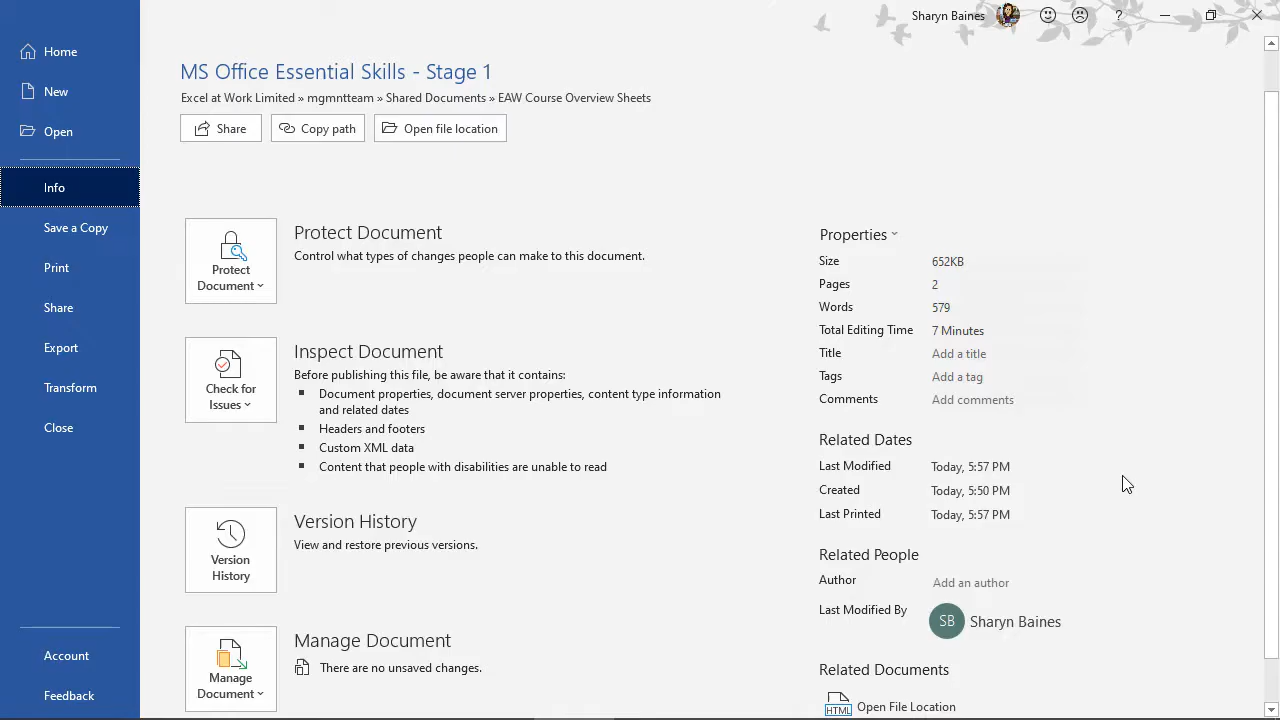 Sharyn Baines
?
Home
New
Open
Info
Save a Copy
Print
Share
Export
Transform
Close
Account
Feedback
MS Office Essential Skills - Stage 1
Excel at Work Limited » mgmntteam » Shared Documents » EAW Course Overview Sheets
Share
Copy path
Open file location
Protect
Document
Protect Document
Control what types of changes people can make to this document.
Check for
Issues
Inspect Document
Before publishing this file, be aware that it contains:
Document properties, document server properties, content type information
and related dates
Headers and footers
Custom XML data
Content that people with disabilities are unable to read
Version
History
Version History
View and restore previous versions.
Manage
Document
Manage Document
There are no unsaved changes.
Properties
Size 652KB
Pages 2
Words 579
Total Editing Time 7 Minutes
Title Add a title
Tags Add a tag
Comments Add comments
Related Dates
Last Modified Today, 5:57 PM
Created Today, 5:50 PM
Last Printed Today, 5:57 PM
Related People
Author Add an author
Last Modified By SB Sharyn Baines
Related Documents
HTML Open File Location